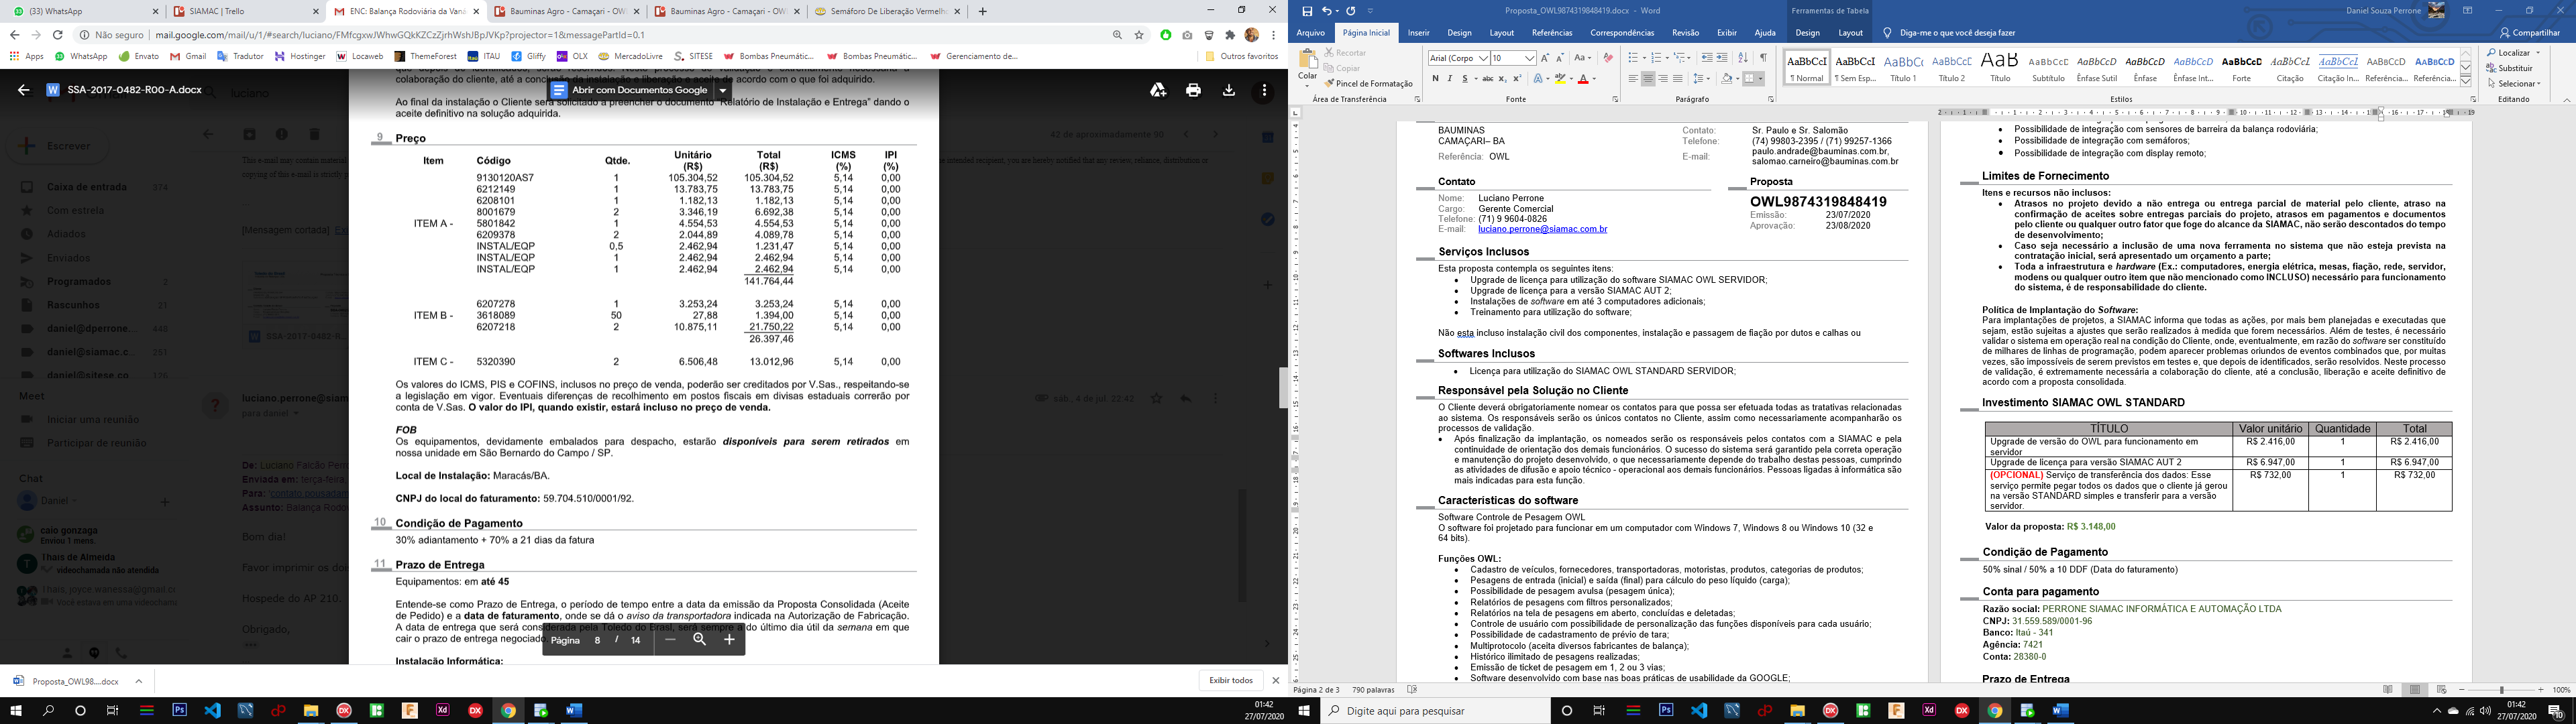 (33) WhatsApp
SIAMAC | Trello
ENC: Balança Rodoviária da Vaná
Bauminas Agro - Camaçari - OWL
Bauminas Agro - Camaçari - OWL
Semáforo De Liberação Vermelho
Não seguro | mail.google.com/mail/u/1/#search/luciano/FMfcgxwJWhwGQkKZCzZjrhWshJBpJVKp?projector=1&messagePartId=0.1
Apps WhatsApp Envato Gmail Tradutor Hostinger Locaweb ThemeForest ITAU Gliffy OLX MercadoLivre SITESE Bombas Pneumátic... Bombas Pneumátic... Gerenciamento de... Outros favoritos
SSA-2017-0482-R00-A.docx
luciano
Abrir com Documentos Google
colaboração do cliente, até a conclusão da instalação e liberação e aceite de acordo com o que foi adquirido.
Ao final da instalação o Cliente será solicitado a preencher o documento "Relatório de Instalação e Entrega" dando o
aceite definitivo na solução adquirida.
9 Preço
Item Código Qtde. Unitário (R$) Total (R$) ICMS (%) IPI (%)
9130120AS7 1 105.304,52 105.304,52 5,14 0,00
6212149 1 13.783,75 13.783,75 5,14 0,00
6208101 1 1.182,13 1.182,13 5,14 0,00
8001679 2 3.346,19 6.692,38 5,14 0,00
ITEM A - 5801842 1 4.554,53 4.554,53 5,14 0,00
6209378 2 2.044,89 4.089,78 5,14 0,00
INSTAL/EQP 0,5 2.462,94 1.231,47 5,14 0,00
INSTAL/EQP 1 2.462,94 2.462,94 5,14 0,00
INSTAL/EQP 1 2.462,94 2.462,94 5,14 0,00
141.764,44
6207278 1 3.253,24 3.253,24 5,14 0,00
ITEM B - 3618089 50 27,88 1.394,00 5,14 0,00
6207218 2 10.875,11 21.750,22 5,14 0,00
26.397,46
ITEM C - 5320390 2 6.506,48 13.012,96 5,14 0,00
Os valores do ICMS, PIS e COFINS, inclusos no preço de venda, poderão ser creditados por V.Sas., respeitando-se
a legislação em vigor. Eventuais diferenças de recolhimento em postos fiscais em divisas estaduais correrão por
conta de V.Sas. O valor do IPI, quando existir, estará incluso no preço de venda.
FOB
Os equipamentos, devidamente embalados para despacho, estarão disponíveis para serem retirados em
nossa unidade em São Bernardo do Campo / SP.
Local de Instalação: Maracás/BA.
CNPJ do local do faturamento: 59.704.510/0001/92.
10 Condição de Pagamento
30% adiantamento + 70% a 21 dias da fatura
11 Prazo de Entrega
Equipamentos: em até 45
Entende-se como Prazo de Entrega, o período de tempo entre a data da emissão da Proposta Consolidada (Aceite
de Pedido) e a data de faturamento, onde se dá o aviso da transportadora indicada na Autorização de Fabricação.
A data de entrega que será considerada pela Toledo do Brasil, será sempre a do último dia útil da semana em que
cair o prazo de entrega negociado
Instalação Informática:
Página 8 / 14
Escrever
Caixa de entrada 374
Com estrela
Adiados
Enviados
Programados 2
Rascunhos 21
daniel@dperrone... 448
daniel@siamac.c... 251
daniel@sitese.co
Meet
Iniciar uma reunião
Participar de reunião
Chat
Daniel
caio gonzaga
Enviou 1 mens.
Thais de Almeida
videochamada não atendida
42 de aproximadamente 90
[Mensagem cortada]
SSA-2017-0482-R...
luciano.perrone@siam
para daniel
sáb., 4 de jul. 22:42
De: Luciano Falcão Perr
Enviada em: terça-feira,
Para:
Assunto: Balança Rodov
Bom dia!
Favor imprimir os doi
Hospede do AP 210.
Obrigado,
Proposta_OWL98....docx
Exibir todos
01:42
27/07/2020
Proposta_OWL9874319848419.docx - Word
Ferramentas de Tabela
Daniel Souza Perrone
Arquivo Página Inicial Inserir Design Layout Referências Correspondências Revisão Exibir Ajuda Design Layout Diga-me o que você deseja fazer Compartilhar
Colar
Recortar
Copiar
Pincel de Formatação
Área de Transferência
Arial (Corpo 10
Fonte
Parágrafo
¶ Normal ¶ Sem Esp... Título 1 Título 2 Título Subtítulo Ênfase Sutil Ênfase Ênfase Int... Forte Citação Citação In... Referência... Referência...
Estilos
Localizar
Substituir
Selecionar
Editando
BAUMINAS
CAMAÇARI– BA
Referência: OWL
Contato: Sr. Paulo e Sr. Salomão
Telefone: (74) 99803-2395 / (71) 99257-1366
E-mail: paulo.andrade@bauminas.com.br,
salomao.carneiro@bauminas.com.br
Contato
Nome: Luciano Perrone
Cargo: Gerente Comercial
Telefone: (71) 9 9604-0826
E-mail: luciano.perrone@siamac.com.br
Proposta
OWL9874319848419
Emissão: 23/07/2020
Aprovação: 23/08/2020
Serviços Inclusos
Esta proposta contempla os seguintes itens:
• Upgrade de licença para utilização do software SIAMAC OWL SERVIDOR;
• Upgrade de licença para a versão SIAMAC AUT 2;
• Instalações de software em até 3 computadores adicionais;
• Treinamento para utilização do software;
Não esta incluso instalação civil dos componentes, instalação e passagem de fiação por dutos e calhas ou
Softwares Inclusos
• Licença para utilização do SIAMAC OWL STANDARD SERVIDOR;
Responsável pela Solução no Cliente
O Cliente deverá obrigatoriamente nomear os contatos para que possa ser efetuada todas as tratativas relacionadas
ao sistema. Os responsáveis serão os únicos contatos no Cliente, assim como necessariamente acompanharão os
processos de validação.
• Após finalização da implantação, os nomeados serão os responsáveis pelos contatos com a SIAMAC e pela
continuidade de orientação dos demais funcionários. O sucesso do sistema será garantido pela correta operação
e manutenção do projeto desenvolvido, o que necessariamente depende do trabalho destas pessoas, cumprindo
as atividades de difusão e apoio técnico - operacional aos demais funcionários. Pessoas ligadas à informática são
mais indicadas para esta função.
Características do software
Software Controle de Pesagem OWL
O software foi projetado para funcionar em um computador com Windows 7, Windows 8 ou Windows 10 (32 e
64 bits).
Funções OWL:
• Cadastro de veículos, fornecedores, transportadoras, motoristas, produtos, categorias de produtos;
• Pesagens de entrada (inicial) e saída (final) para cálculo do peso líquido (carga);
• Possibilidade de pesagem avulsa (pesagem única);
• Relatórios de pesagens com filtros personalizados;
• Relatórios na tela de pesagens em aberto, concluídas e deletadas;
• Controle de usuário com possibilidade de personalização das funções disponíveis para cada usuário;
• Possibilidade de cadastramento de prévio de tara;
• Multiprotocolo (aceita diversos fabricantes de balança);
• Histórico ilimitado de pesagens realizadas;
• Emissão de ticket de pesagem em 1, 2 ou 3 vias;
• Software desenvolvido com base nas boas práticas de usabilidade da GOOGLE;
• Possibilidade de integração com sensores de barreira da balança rodoviária;
• Possibilidade de integração com semáforos;
• Possibilidade de integração com display remoto;
Limites de Fornecimento
Itens e recursos não inclusos:
• Atrasos no projeto devido a não entrega ou entrega parcial de material pelo cliente, atraso na
confirmação de aceites sobre entregas parciais do projeto, atrasos em pagamentos e documentos
pelo cliente ou qualquer outro fator que foge do alcance da SIAMAC, não serão descontados do tempo
de desenvolvimento;
• Caso seja necessário a inclusão de uma nova ferramenta no sistema que não esteja prevista na
contratação inicial, será apresentado um orçamento a parte;
• Toda a infraestrutura e hardware (Ex.: computadores, energia elétrica, mesas, fiação, rede, servidor,
modens ou qualquer outro item que não mencionado como INCLUSO) necessário para funcionamento
do sistema, é de responsabilidade do cliente.
Política de Implantação do Software:
Para implantações de projetos, a SIAMAC informa que todas as ações, por mais bem planejadas e executadas que
sejam, estão sujeitas a ajustes que serão realizados à medida que forem necessários. Além de testes, é necessário
validar o sistema em operação real na condição do Cliente, onde, eventualmente, em razão do software ser constituído
de milhares de linhas de programação, podem aparecer problemas oriundos de eventos combinados que, por muitas
vezes, são impossíveis de serem previstos em testes e, que depois de identificados, serão resolvidos. Neste processo
de validação, é extremamente necessária a colaboração do cliente, até a conclusão, liberação e aceite definitivo de
acordo com a proposta consolidada.
Investimento SIAMAC OWL STANDARD
TÍTULO Valor unitário Quantidade Total
Upgrade de versão do OWL para funcionamento em servidor R$ 2.416,00 1 R$ 2.416,00
Upgrade de licença para versão SIAMAC AUT 2 R$ 6.947,00 1 R$ 6.947,00
(OPCIONAL) Serviço de transferência dos dados: Esse R$ 732,00 1 R$ 732,00
serviço permite pegar todos os dados que o cliente já gerou
na versão STANDARD simples e transferir para a versão
servidor.
Valor da proposta: R$ 3.148,00
Condição de Pagamento
50% sinal / 50% a 10 DDF (Data do faturamento)
Conta para pagamento
Razão social: PERRONE SIAMAC INFORMÁTICA E AUTOMAÇÃO LTDA
CNPJ: 31.559.589/0001-96
Banco: Itaú - 341
Agência: 7421
Conta: 28380-0
Prazo de Entrega
Página 2 de 3 790 palavras
100%
Digite aqui para pesquisar
01:42
27/07/2020